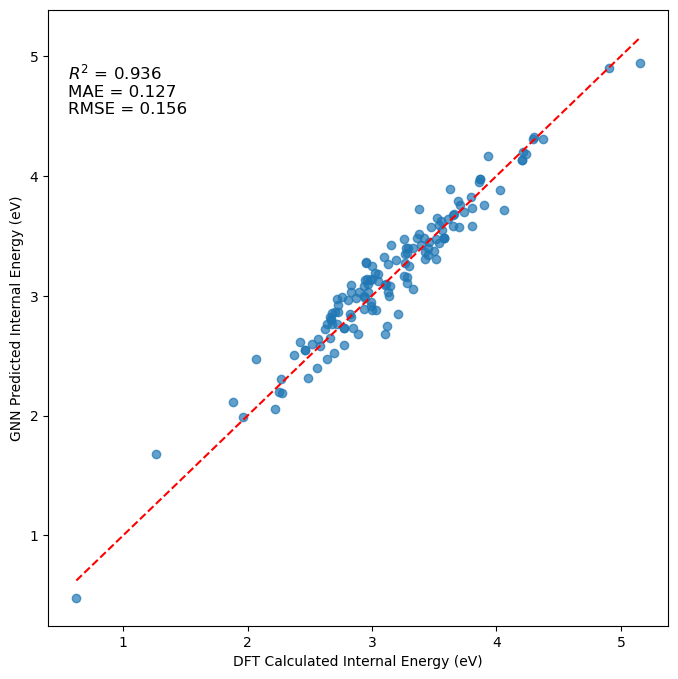 R² = 0.936
MAE = 0.127
RMSE = 0.156
GNN Predicted Internal Energy (eV)
5
4
3
2
1
1 2 3 4 5
DFT Calculated Internal Energy (eV)